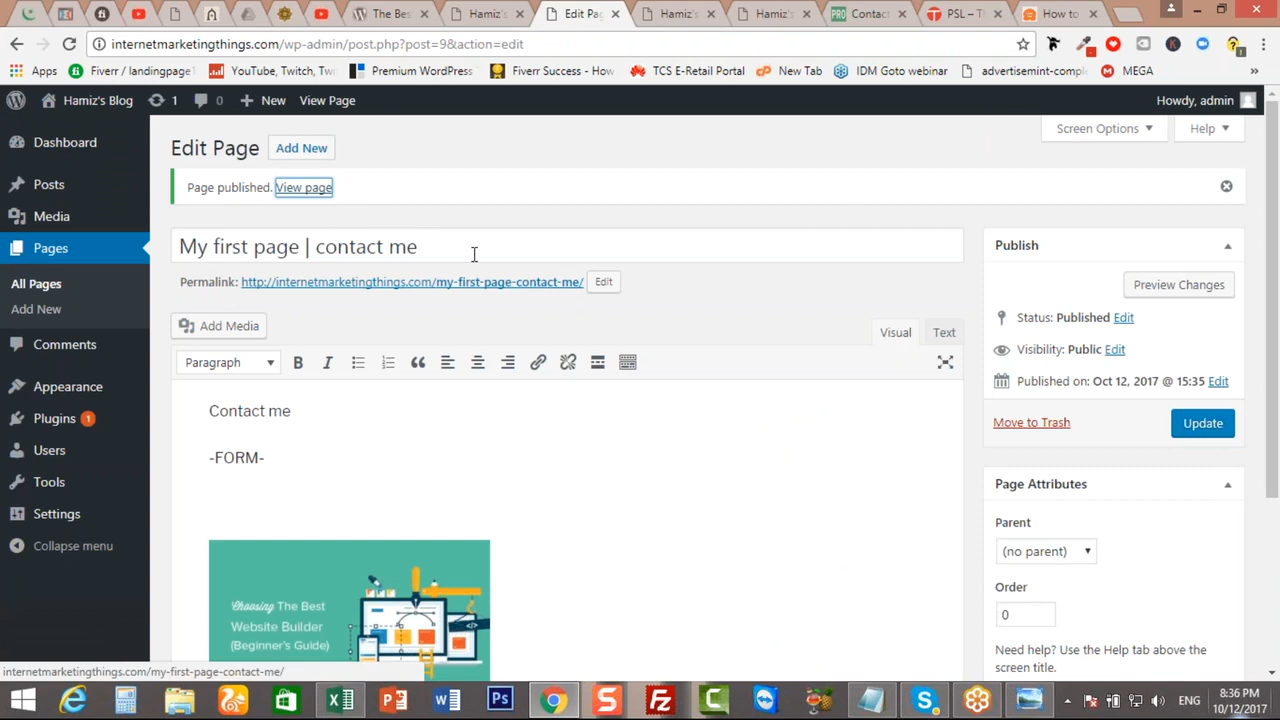 The Bes
Hamiz's
Edit Pa
Hamiz's
Hamiz's
PRO Contact
PSL – Th
How to
internetmarketingthings.com/wp-admin/post.php?post=9&action=edit
Apps
Fiverr / landingpage
YouTube, Twitch, Twi
Premium WordPress
Fiverr Success - How
TCS E-Retail Portal
New Tab
IDM Goto webinar
advertisemint-comple
MEGA
Hamiz's Blog
1
0
New
View Page
Howdy, admin
Dashboard
Posts
Media
Pages
All Pages
Add New
Comments
Appearance
Plugins 1
Users
Tools
Settings
Collapse menu
Edit Page
Add New
Screen Options
Help
Page published. View page
My first page | contact me
Permalink: http://internetmarketingthings.com/my-first-page-contact-me/ Edit
Add Media
Visual
Text
Paragraph
Contact me
-FORM-
Choosing The Best
Website Builder
(Beginner's Guide)
Publish
Preview Changes
Status: Published Edit
Visibility: Public Edit
Published on: Oct 12, 2017 @ 15:35 Edit
Move to Trash
Update
Page Attributes
Parent
(no parent)
Order
0
Need help? Use the Help tab above the
screen title.
internetmarketingthings.com/my-first-page-contact-me/
ENG
8:36 PM
10/12/2017